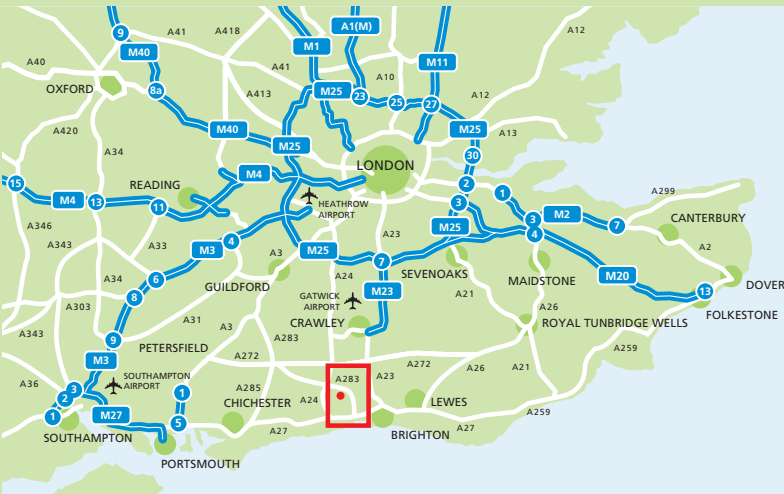 9
A41
A418
M1
A1(M)
A12
M40
A40
A10
M11
OXFORD
8a
A413
M25
23
25
27
A12
A420
M40
M25
A13
A34
M25
30
LONDON
15
M4
READING
M4
2
1
A299
M4
13
11
HEATHROW
AIRPORT
3
3
M2
7
CANTERBURY
A346
A343
A33
M3
4
M25
A23
M25
4
A2
A3
7
SEVENOAKS
MAIDSTONE
M20
A34
6
GUILDFORD
A24
M23
A21
13
DOVER
A303
8
GATWICK
AIRPORT
A26
FOLKESTONE
A31
A3
CRAWLEY
ROYAL TUNBRIDGE WELLS
A343
9
PETERSFIELD
A283
A259
M3
A272
A272
A26
A21
A36
3
SOUTHAMPTON
AIRPORT
1
A285
A283
A23
2
CHICHESTER
A24
LEWES
1
M27
5
A259
SOUTHAMPTON
A27
BRIGHTON
A27
PORTSMOUTH